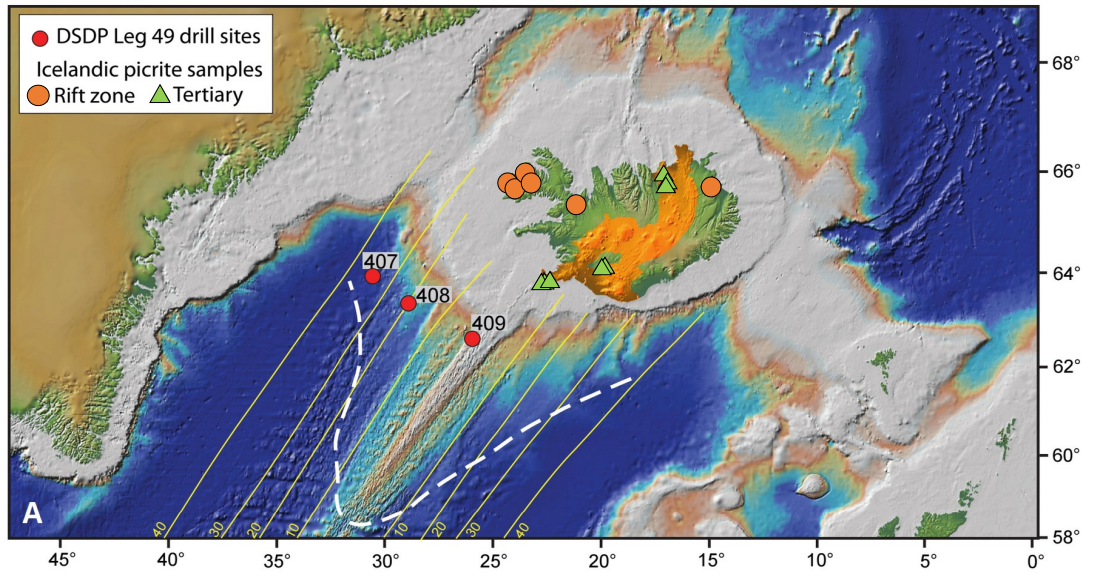 DSDP Leg 49 drill sites
Icelandic picrite samples
Rift zone Tertiary
68°
66°
407
64°
408
409
62°
60°
A
40 30 20 10 10 20 30 40
58°
45° 40° 35° 30° 25° 20° 15° 10° 5° 0°